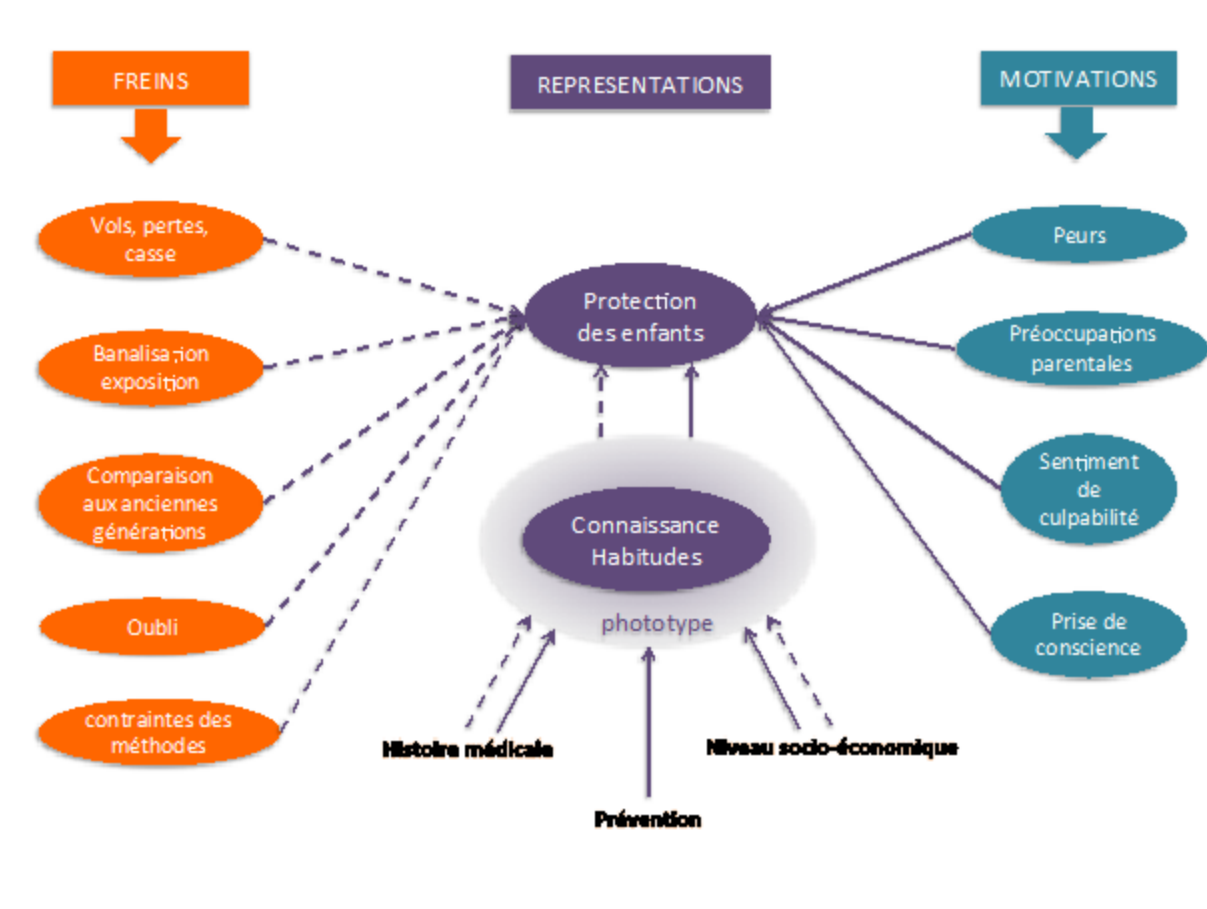 FREINS
REPRESENTATIONS
MOTIVATIONS
Vols, pertes,
casse
Banalisation
exposition
Comparaison
aux anciennes
générations
Oubli
contraintes des
méthodes
Protection
des enfants
Connaissance
Habitudes
phototype
Histoire médicale
Prévention
Niveau socio-économique
Peurs
Préoccupations
parentales
Sentiment
de
culpabilité
Prise de
conscience